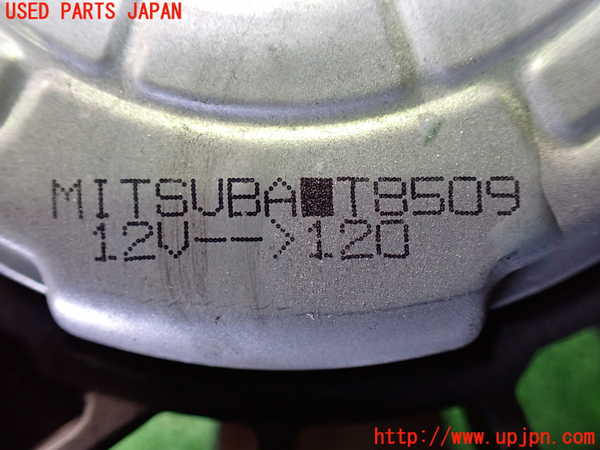 USED PARTS JAPAN
MITSUBA■T8509
12V-->120
http://www.upjpn.com/